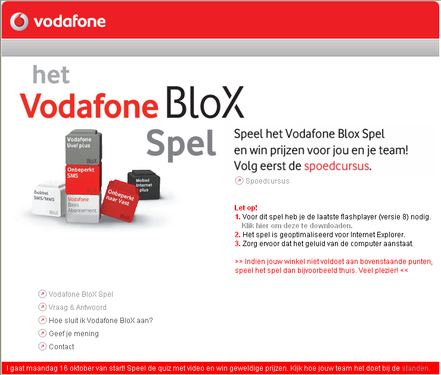 vodafone
het
Vodafone BloX
Spel
Vodafone
Live! plus
BloX
Onbeperkt
SMS
Vodafone
Blox
Abonnement
Onbeperkt
naar Vast
Mobiel
Internet
plus
Speel het Vodafone Blox Spel
en win prijzen voor jou en je team!
Volg eerst de spoedcursus.
Spoedcursus
Let op!
1. Voor dit spel heb je de laatste flashplayer (versie 8) nodig.
Klik hier om deze te downloaden.
2. Het spel is geoptimaliseerd voor Internet Explorer.
3. Zorg ervoor dat het geluid van de computer aanstaat.
>> Indien jouw winkel niet voldoet aan bovenstaande punten,
speel het spel dan bijvoorbeeld thuis. Veel plezier! <<
Vodafone BloX Spel
Vraag & Antwoord
Hoe sluit ik Vodafone BloX aan?
Geef je mening
Contact
I gaat maandag 16 oktober van start! Speel de quiz met video en win geweldige prijzen. Kijk hoe jouw team het doet bij de standen.